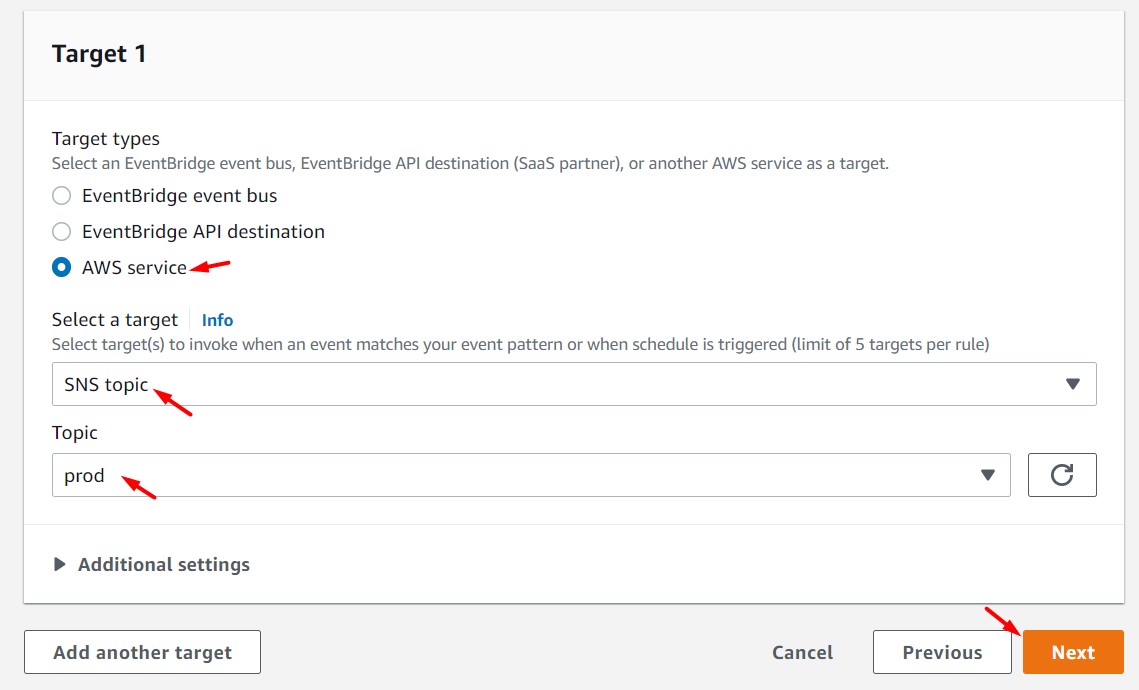 Target 1
Target types
Select an EventBridge event bus, EventBridge API destination (SaaS partner), or another AWS service as a target.
EventBridge event bus
EventBridge API destination
AWS service
Select a target Info
Select target(s) to invoke when an event matches your event pattern or when schedule is triggered (limit of 5 targets per rule)
SNS topic
Topic
prod
Additional settings
Add another target Cancel Previous Next